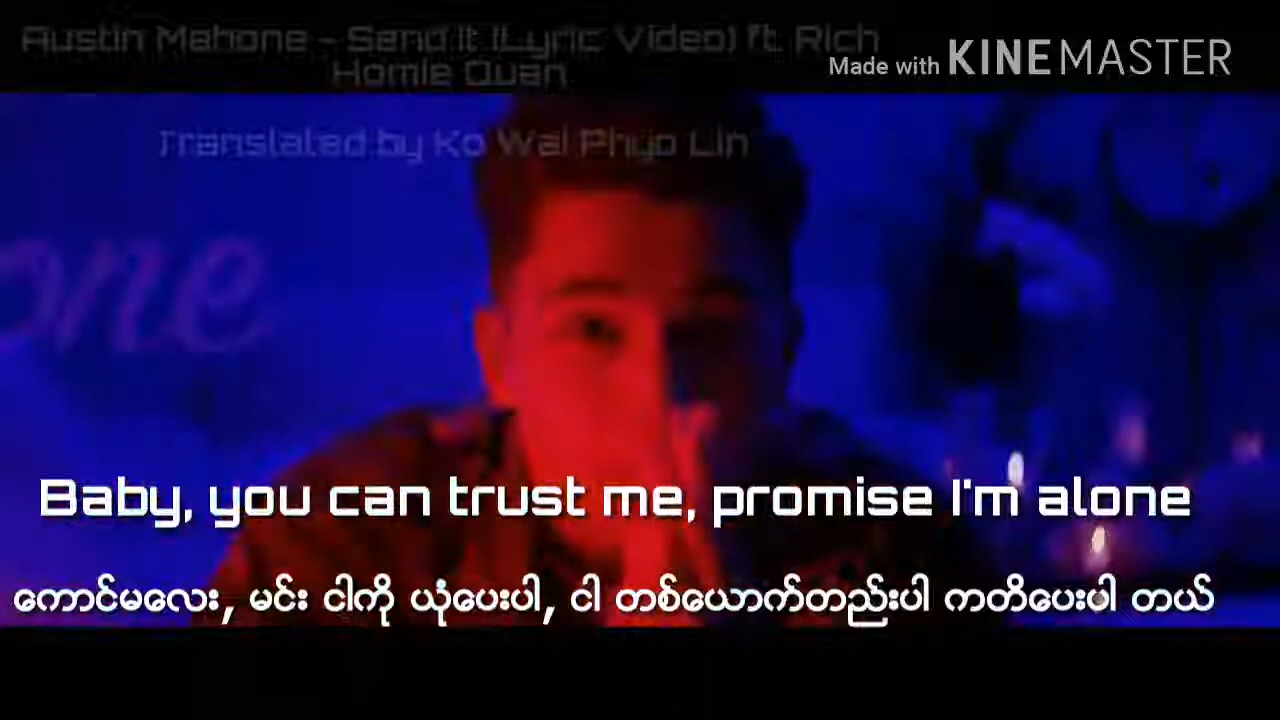 Austin Mahone - Send It (Lyric Video) ft. Rich
Homie Quan
Made with KINEMASTER
Translated by Ko Wai Phyo Lin
one
Baby, you can trust me, promise I'm alone
ကောင်မလေး, မင်း ငါ့ကို ယုံပေးပါ, ငါ တစ်ယောက်တည်းပါ ကတိပေးပါ တယ်